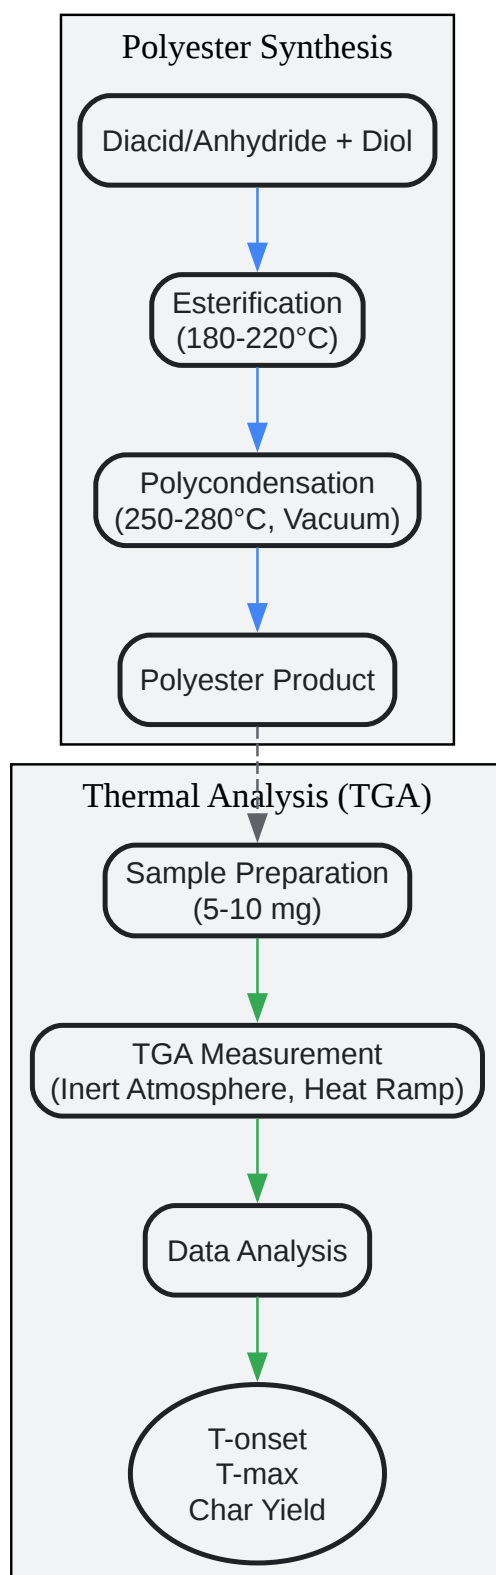 Polyester Synthesis
Diacid/Anhydride + Diol
Esterification
(180-220°C)
Polycondensation
(250-280°C, Vacuum)
Polyester Product
Thermal Analysis (TGA)
Sample Preparation
(5-10 mg)
TGA Measurement
(Inert Atmosphere, Heat Ramp)
Data Analysis
T-onset
T-max
Char Yield